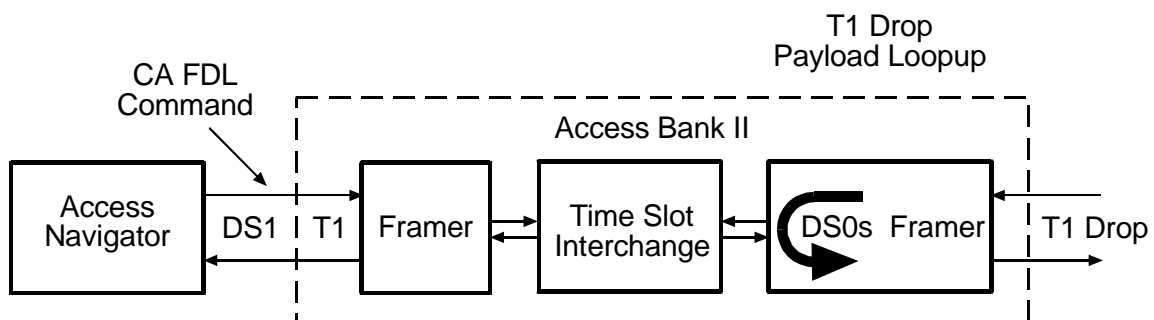 T1 Drop
Payload Loopup
CA FDL
Command
Access Bank II
Access
Navigator
DS1
T1
Framer
Time Slot
Interchange
DS0s
Framer
T1 Drop